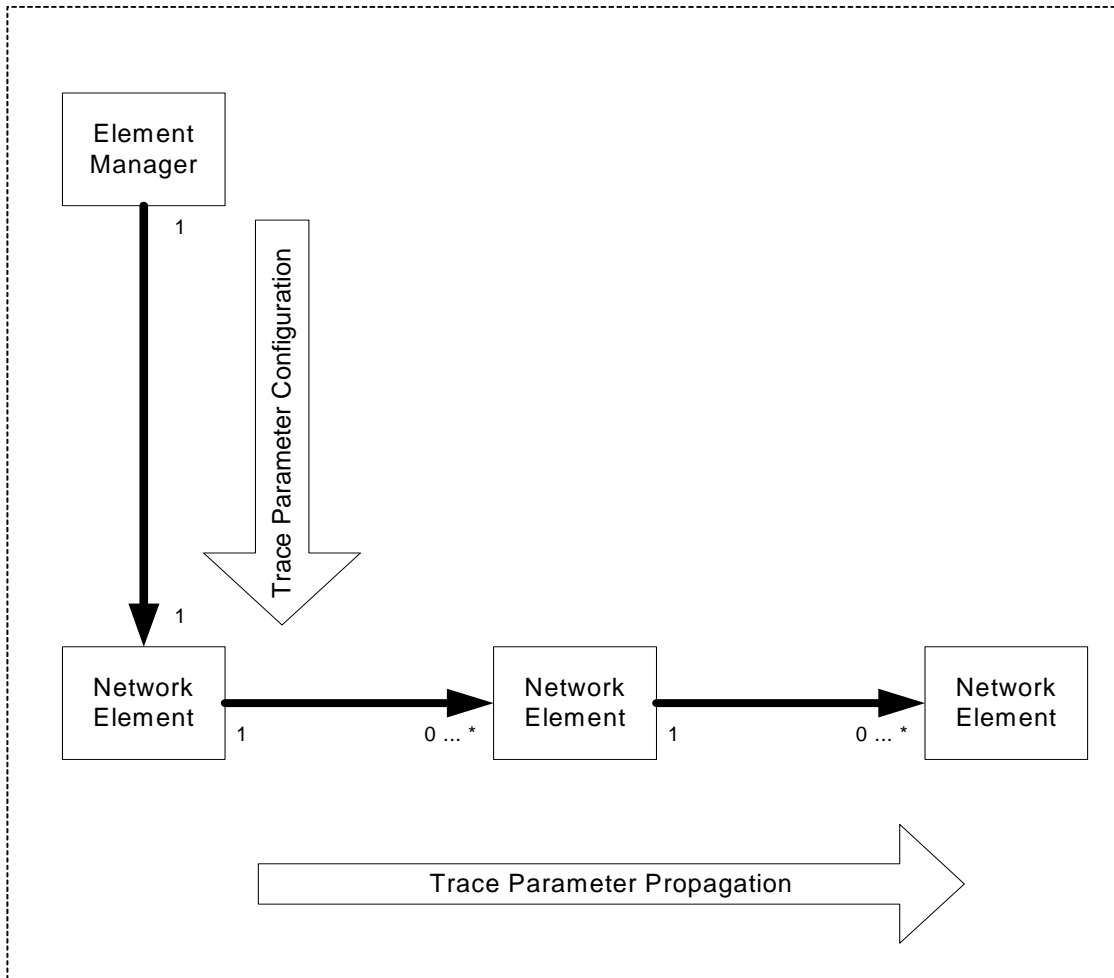 Element
Manager
1
Trace Parameter Configuration
1
Network
Element
Network
Element
Network
Element
1
0 ... *
1
0 ... *
Trace Parameter Propagation